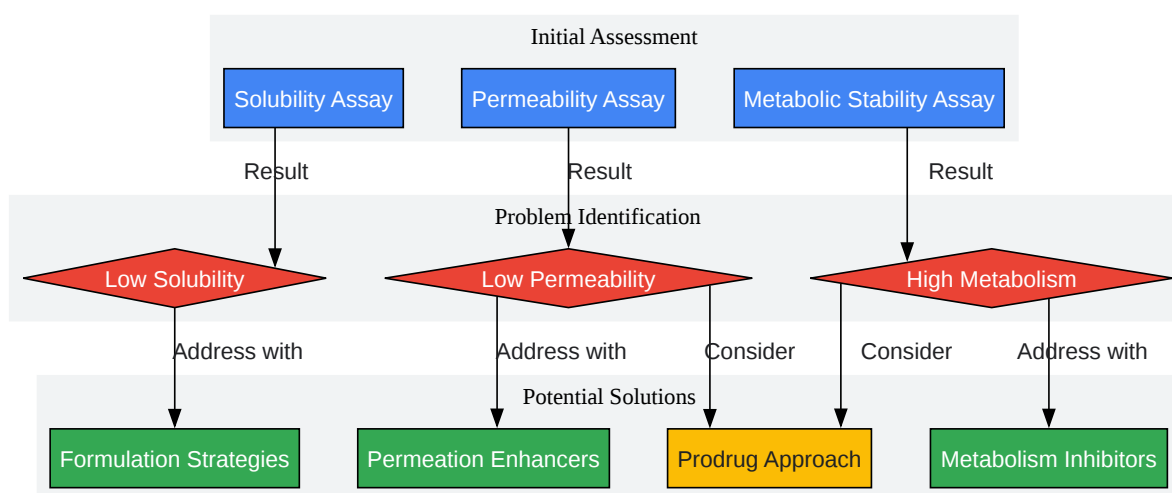 Initial Assessment
Solubility Assay
Permeability Assay
Metabolic Stability Assay
Result
Result
Result
Problem Identification
Low Solubility
Low Permeability
High Metabolism
Address with
Address with
Consider
Consider
Address with
Potential Solutions
Formulation Strategies
Permeation Enhancers
Prodrug Approach
Metabolism Inhibitors